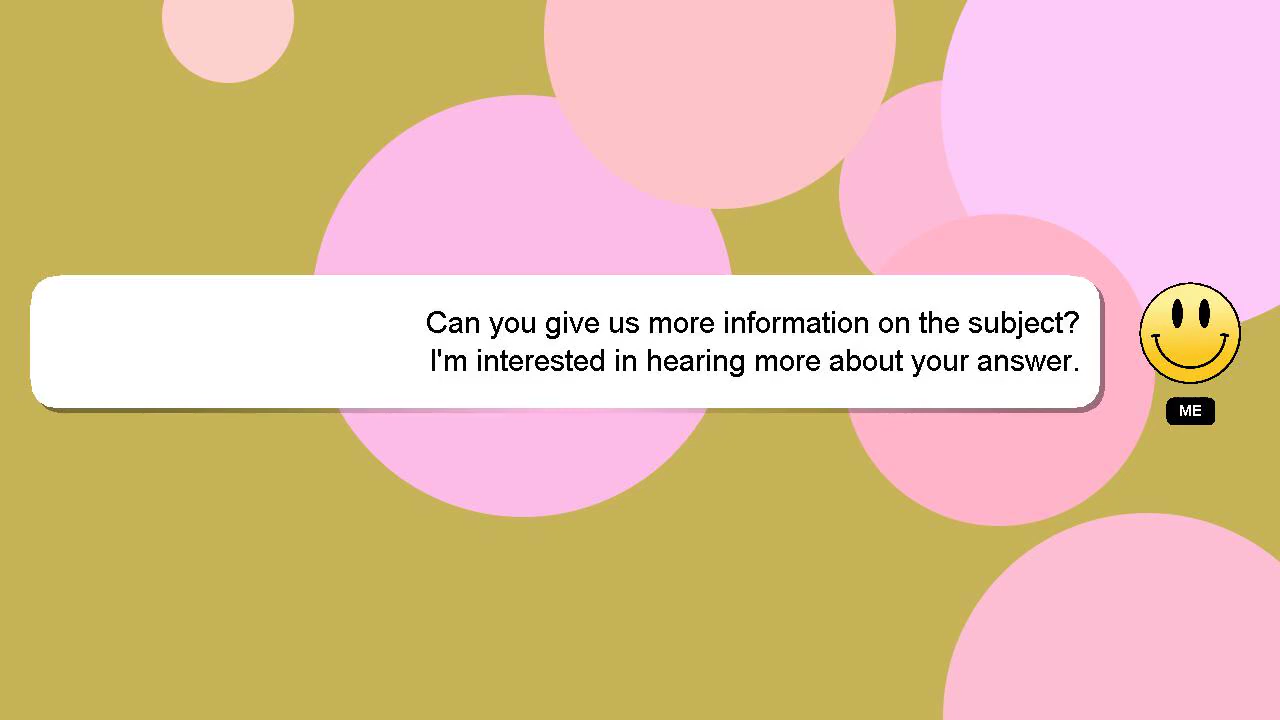 Can you give us more information on the subject?
I'm interested in hearing more about your answer.
ME